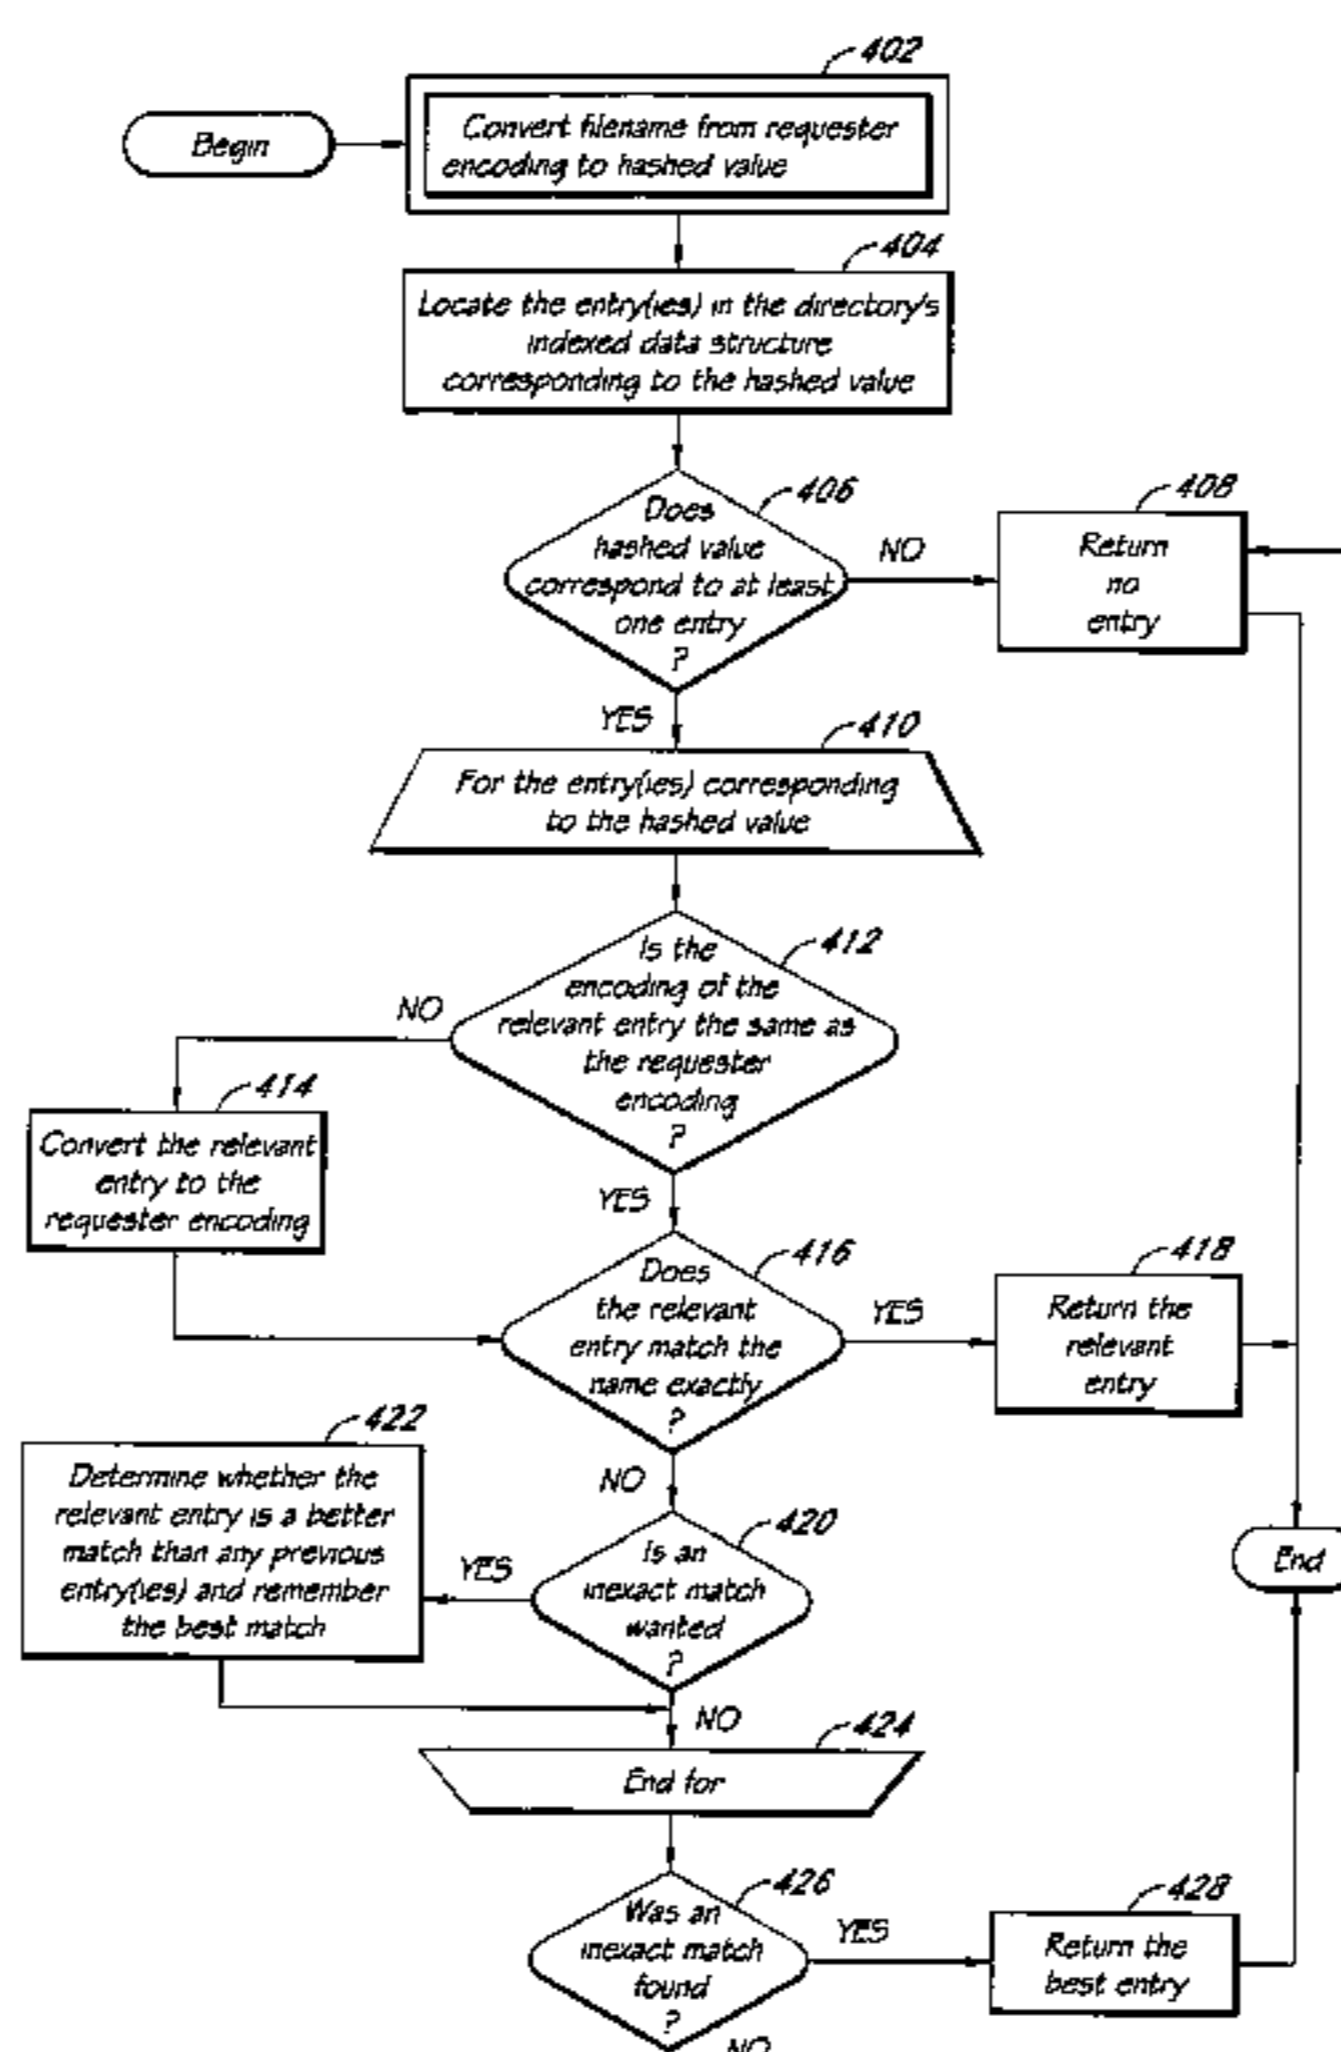 402
Begin
Convert filename from requester
encoding to hashed value
404
Locate the entry(ies) in the directory's
indexed data structure
corresponding to the hashed value
406
Does
hashed value
correspond to at least
one entry
?
NO
408
Return
no
entry
YES
410
For the entry(ies) corresponding
to the hashed value
412
Is the
encoding of the
relevant entry the same as
the requester
encoding
?
NO
414
Convert the relevant
entry to the
requester encoding
YES
416
Does
the relevant
entry match the
name exactly
?
YES
418
Return the
relevant
entry
NO
420
Is an
inexact match
wanted
?
YES
422
Determine whether the
relevant entry is a better
match than any previous
entry(ies) and remember
the best match
End
NO
424
End for
426
Was an
inexact match
found
?
YES
428
Return the
best entry
NO